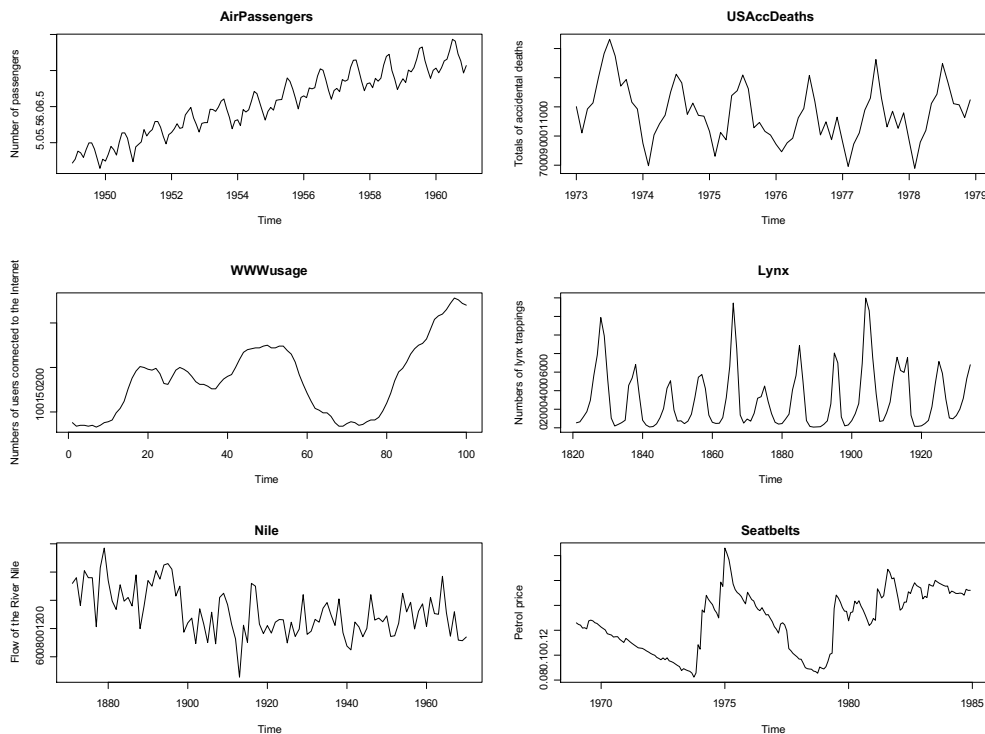 AirPassengers
Number of passengers
5.05.56.06.5
1950 1952 1954 1956 1958 1960
Time
USAccDeaths
Totals of accidental deaths
7000900011000
1973 1974 1975 1976 1977 1978 1979
Time
WWWusage
Numbers of users connected to the Internet
100150200
0 20 40 60 80 100
Time
Lynx
Numbers of lynx trappings
0200040006000
1820 1840 1860 1880 1900 1920
Time
Nile
Flow of the River Nile
6008001200
1880 1900 1920 1940 1960
Time
Seatbelts
Petrol price
0.080.100.12
1970 1975 1980 1985
Time